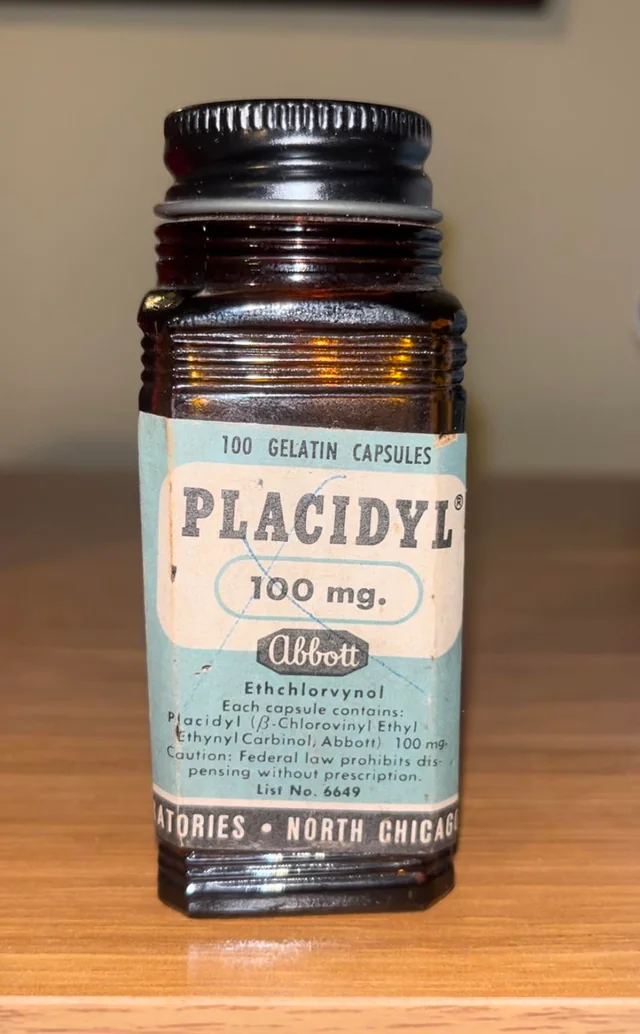 100 GELATIN CAPSULES
PLACIDYL®
100 mg.
Abbott
Ethchlorvynol
Each capsule contains:
Placidyl (β-Chlorovinyl Ethyl
Ethynyl Carbinol, Abbott) 100 mg.
Caution: Federal law prohibits dis-
pensing without prescription.
List No. 6649
ATORIES • NORTH CHICAG